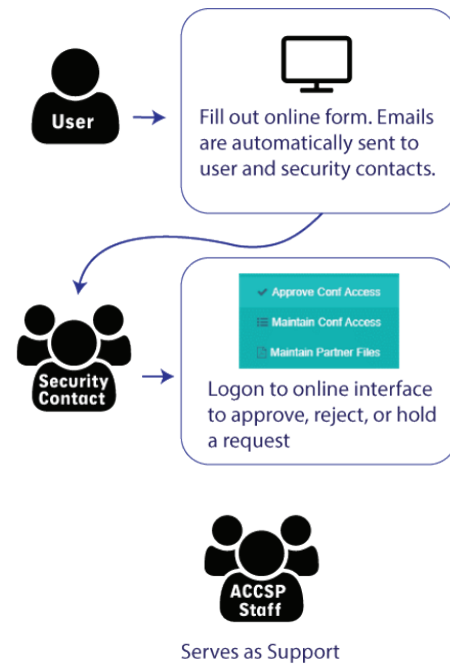 User
Fill out online form. Emails
are automatically sent to
user and security contacts.
Approve Conf Access
Maintain Conf Access
Maintain Partner Files
Security
Contact
Logon to online interface
to approve, reject, or hold
a request
ACCSP
Staff
Serves as Support